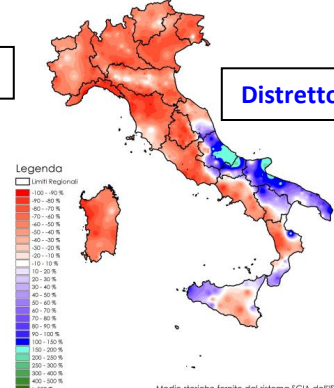 Distretto
Legenda
Limiti Regionali
-100 - -90 %
-90 - -80 %
-80 - -70 %
-70 - -60 %
-60 - -50 %
-50 - -40 %
-40 - -30 %
-30 - -20 %
-20 - -10 %
-10 - 10 %
10 - 20 %
20 - 30 %
30 - 40 %
40 - 50 %
50 - 60 %
60 - 70 %
70 - 80 %
80 - 90 %
90 - 100 %
100 - 150 %
150 - 200 %
200 - 250 %
250 - 300 %
300 - 400 %
400 - 500 %
Medie storiche fornite dal sistema SCIA dell'IS